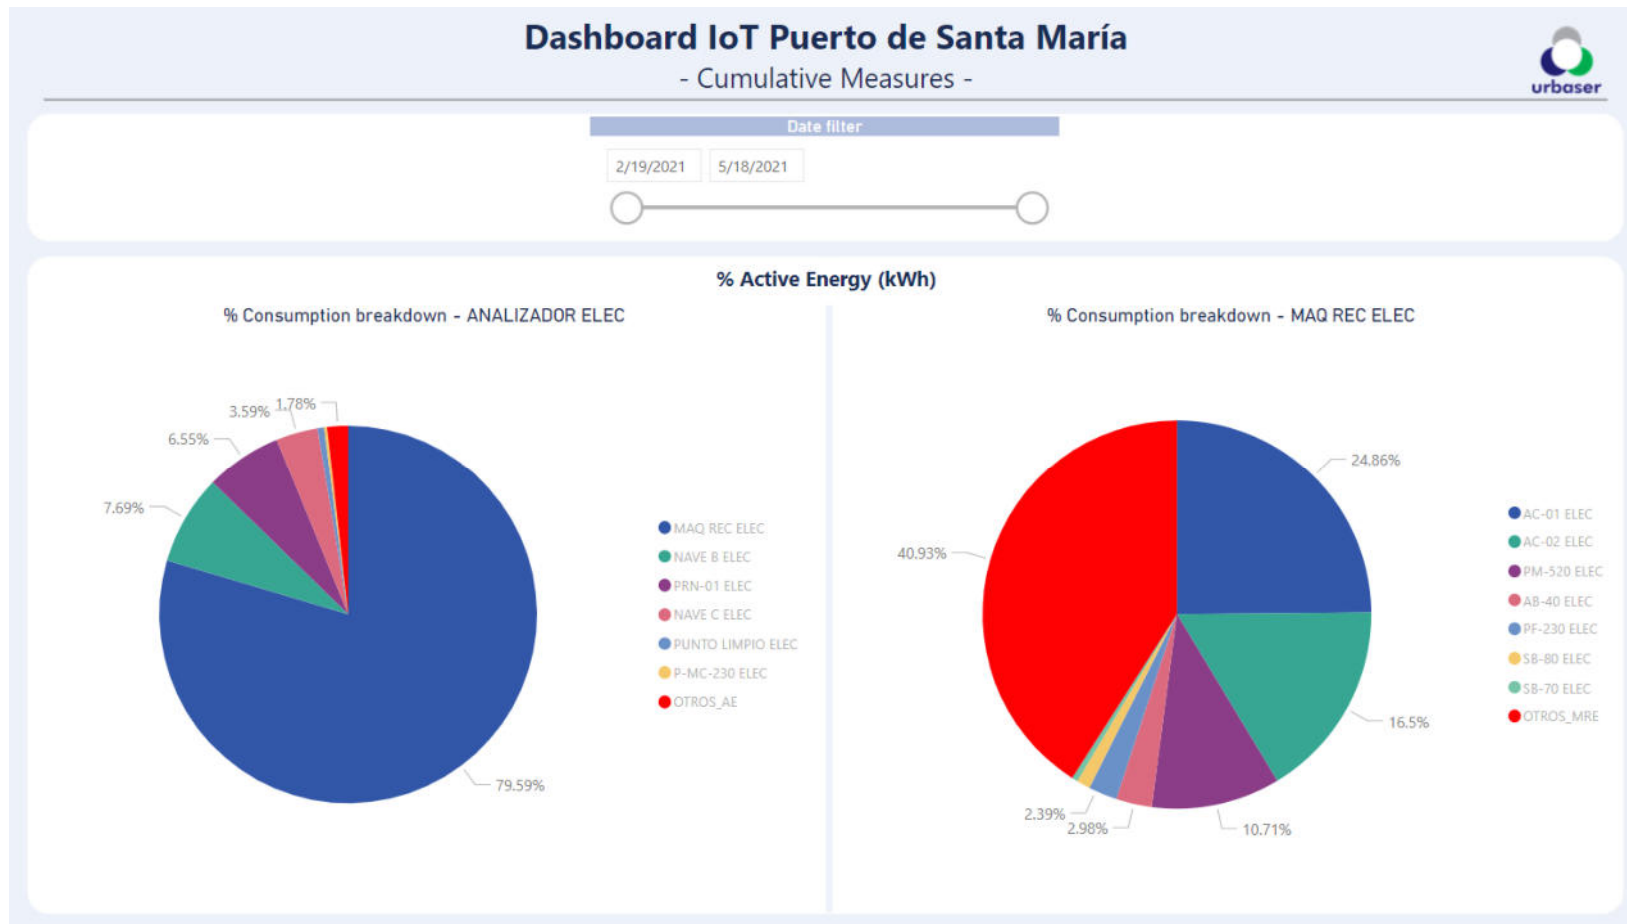 Dashboard IoT Puerto de Santa María
- Cumulative Measures -
urbaser
Date filter
2/19/2021 5/18/2021
% Active Energy (kWh)
% Consumption breakdown - ANALIZADOR ELEC
1.78%
3.59%
6.55%
7.69%
79.59%
MAQ REC ELEC
NAVE B ELEC
PRN-01 ELEC
NAVE C ELEC
PUNTO LIMPIO ELEC
P-MC-230 ELEC
OTROS_AE
% Consumption breakdown - MAQ REC ELEC
24.86%
40.93%
16.5%
2.39%
2.98%
10.71%
AC-01 ELEC
AC-02 ELEC
PM-520 ELEC
AB-40 ELEC
PF-230 ELEC
SB-80 ELEC
SB-70 ELEC
OTROS_MRE